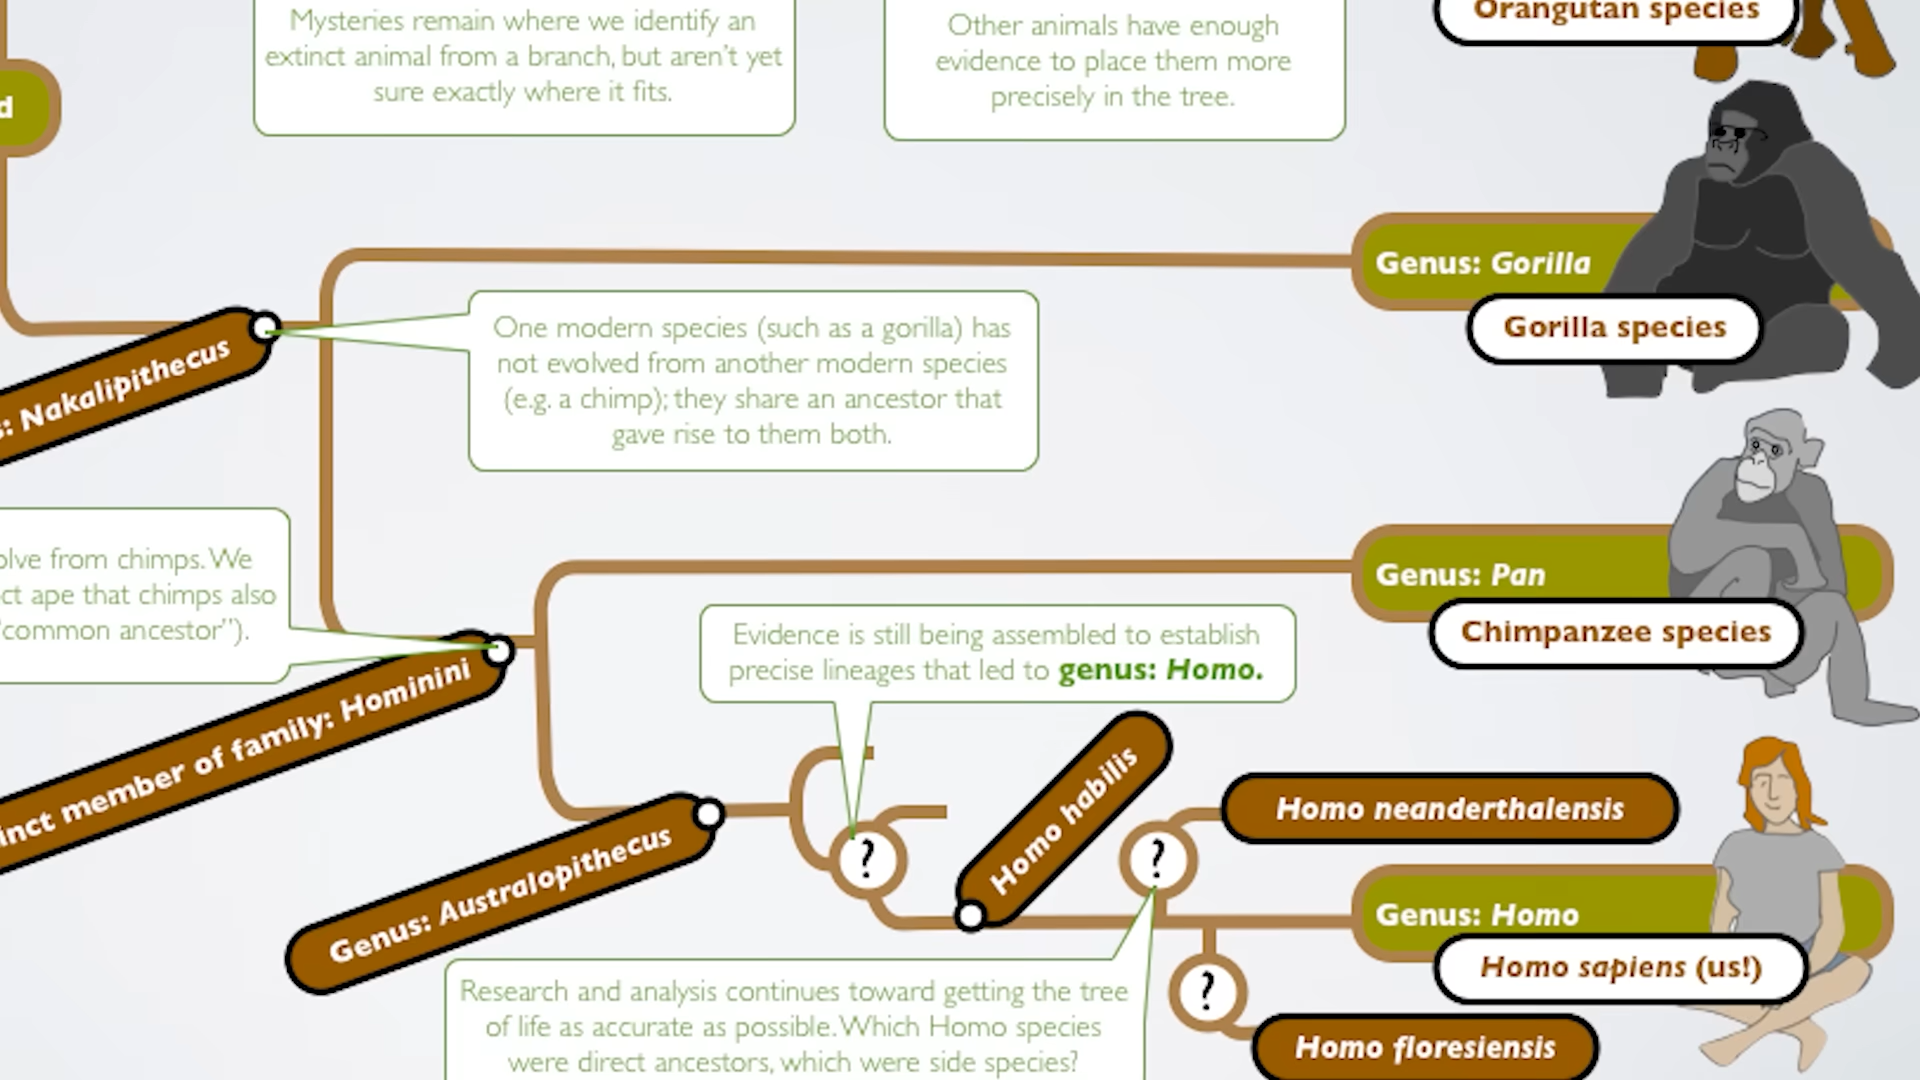 Orangutan species
Mysteries remain where we identify an
extinct animal from a branch, but aren't yet
sure exactly where it fits.
Other animals have enough
evidence to place them more
precisely in the tree.
d
Genus: Gorilla
Gorilla species
: Nakalipithecus
One modern species (such as a gorilla) has
not evolved from another modern species
(e.g. a chimp); they share an ancestor that
gave rise to them both.
olve from chimps. We
ct ape that chimps also
"common ancestor").
Genus: Pan
Chimpanzee species
inct member of family: Hominini
Evidence is still being assembled to establish
precise lineages that led to genus: Homo.
Genus: Australopithecus
?
Homo habilis
?
Homo neanderthalensis
Genus: Homo
Homo sapiens (us!)
?
Homo floresiensis
Research and analysis continues toward getting the tree
of life as accurate as possible. Which Homo species
were direct ancestors, which were side species?